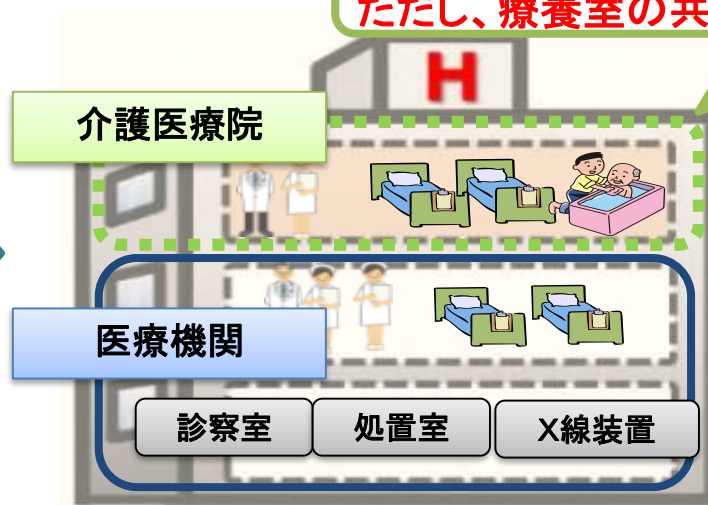 ただし、療養室の共
H
介護医療院
医療機関
診察室
処置室
X線装置